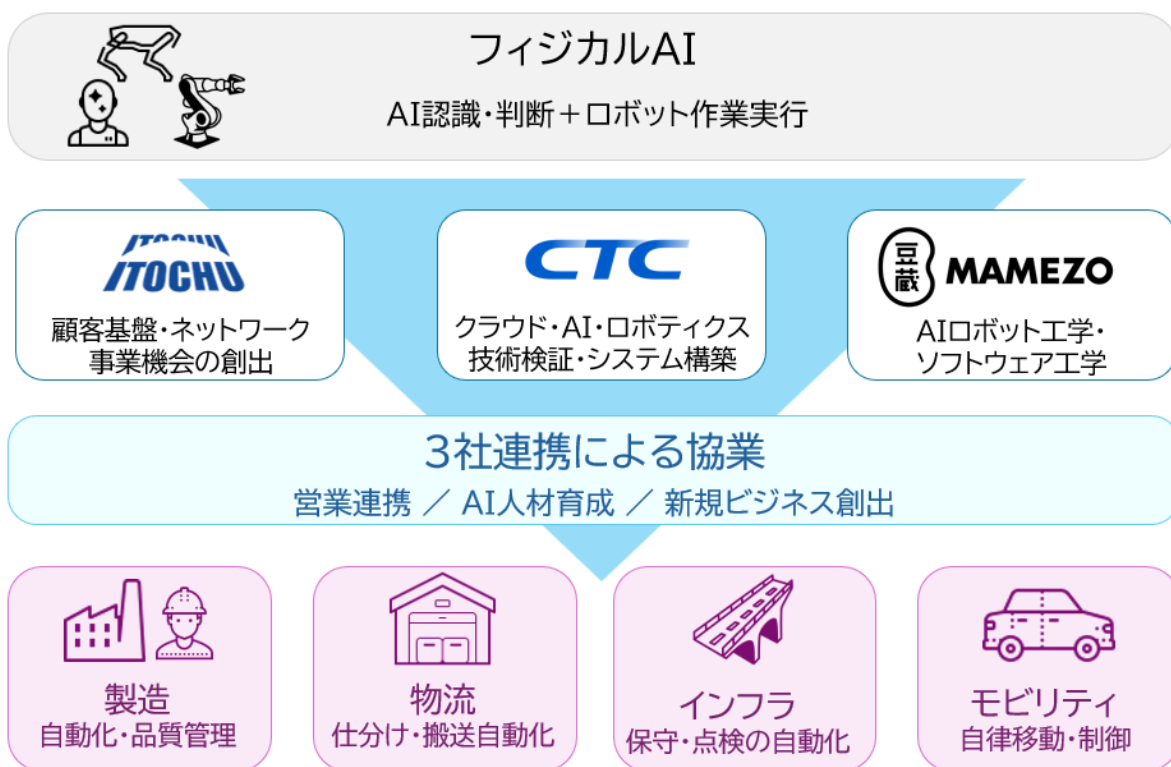 フィジカルAI
AI認識・判断＋ロボット作業実行
ITOCHU
ITOCHU
顧客基盤・ネットワーク
事業機会の創出
CTC
クラウド・AI・ロボティクス
技術検証・システム構築
豆蔵
MAMEZO
AIロボット工学・
ソフトウェア工学
3社連携による協業
営業連携 ／ AI人材育成 ／ 新規ビジネス創出
製造
自動化・品質管理
物流
仕分け・搬送自動化
インフラ
保守・点検の自動化
モビリティ
自律移動・制御